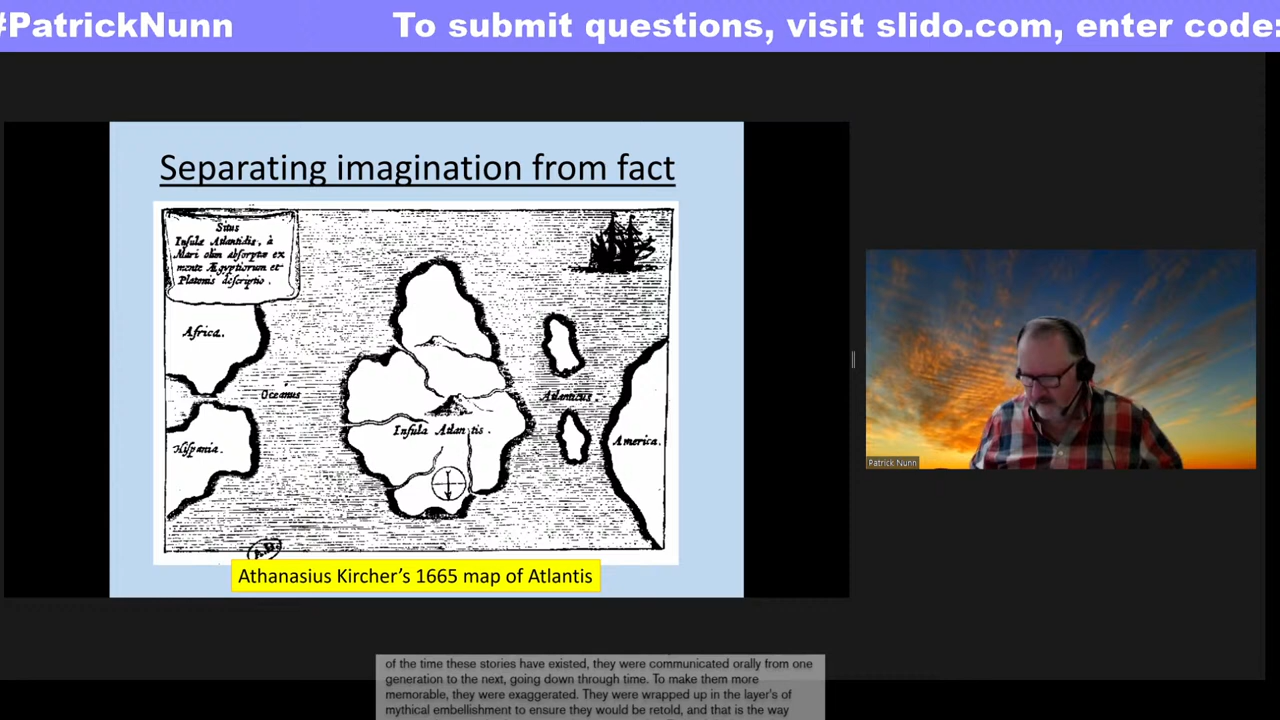 #PatrickNunn
To submit questions, visit slido.com, enter code:
Separating imagination from fact
Situs
Insulæ Atlantidis, à
Mari olim absorptæ ex
mente Ægyptiorum et
Platonis descriptio.
Africa.
Oceanus
Atlanticus
Insula Atlantis.
America.
Hispania.
Athanasius Kircher's 1665 map of Atlantis
Patrick Nunn
of the time these stories have existed, they were communicated orally from one
generation to the next, going down through time. To make them more
memorable, they were exaggerated. They were wrapped up in the layer's of
mythical embellishment to ensure they would be retold, and that is the way